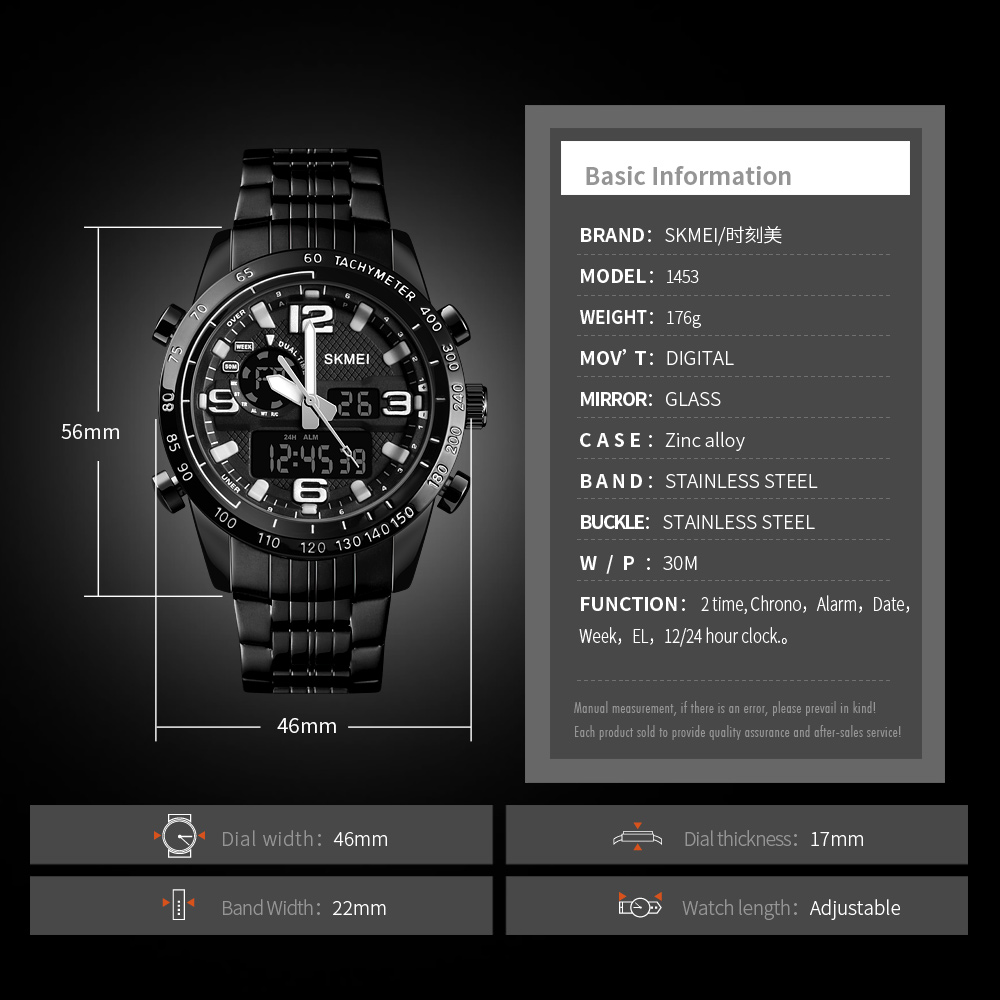 60 TACHYMETER
65
70
75
80
85
90
100
110
120
130
140
150
180
200
240
300
400
OVER
12
WEEK
DUAL TIME
SKMEI
3
26
24H ALM
12:45 39
6
56mm
46mm
Basic Information
BRAND: SKMEI/时刻美
MODEL: 1453
WEIGHT: 176g
MOV' T: DIGITAL
MIRROR: GLASS
CASE: Zinc alloy
BAND: STAINLESS STEEL
BUCKLE: STAINLESS STEEL
W / P : 30M
FUNCTION: 2 time, Chrono, Alarm, Date,
Week, EL, 12/24 hour clock.。
Manual measurement, if there is an error, please prevail in kind!
Each product sold to provide quality assurance and after-sales service!
Dial width: 46mm
Dial thickness: 17mm
Band Width: 22mm
Watch length: Adjustable